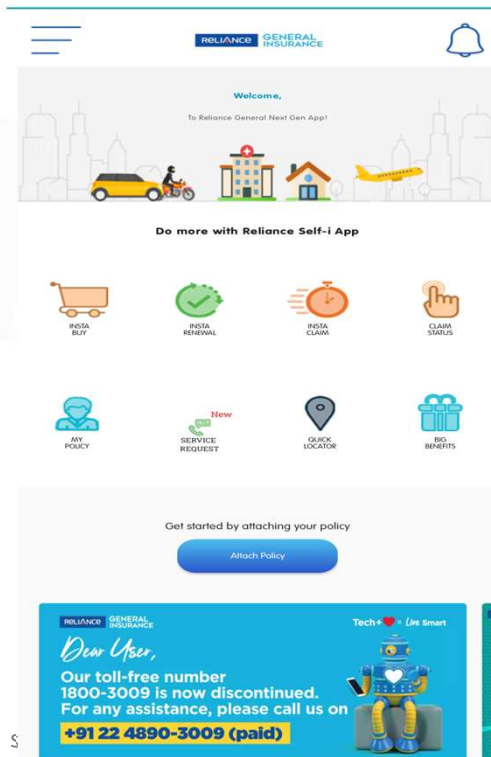 RELIANCE GENERAL INSURANCE
Welcome,
To Reliance General Next Gen App!
Do more with Reliance Self-i App
INSTA BUY
INSTA RENEWAL
INSTA CLAIM
CLAIM STATUS
MY POLICY
New
SERVICE REQUEST
QUICK LOCATOR
BIG BENEFITS
Get started by attaching your policy
Attach Policy
RELIANCE GENERAL INSURANCE
Tech+❤ = Live Smart
Dear User,
Our toll-free number
1800-3009 is now discontinued.
For any assistance, please call us on
+91 22 4890-3009 (paid)